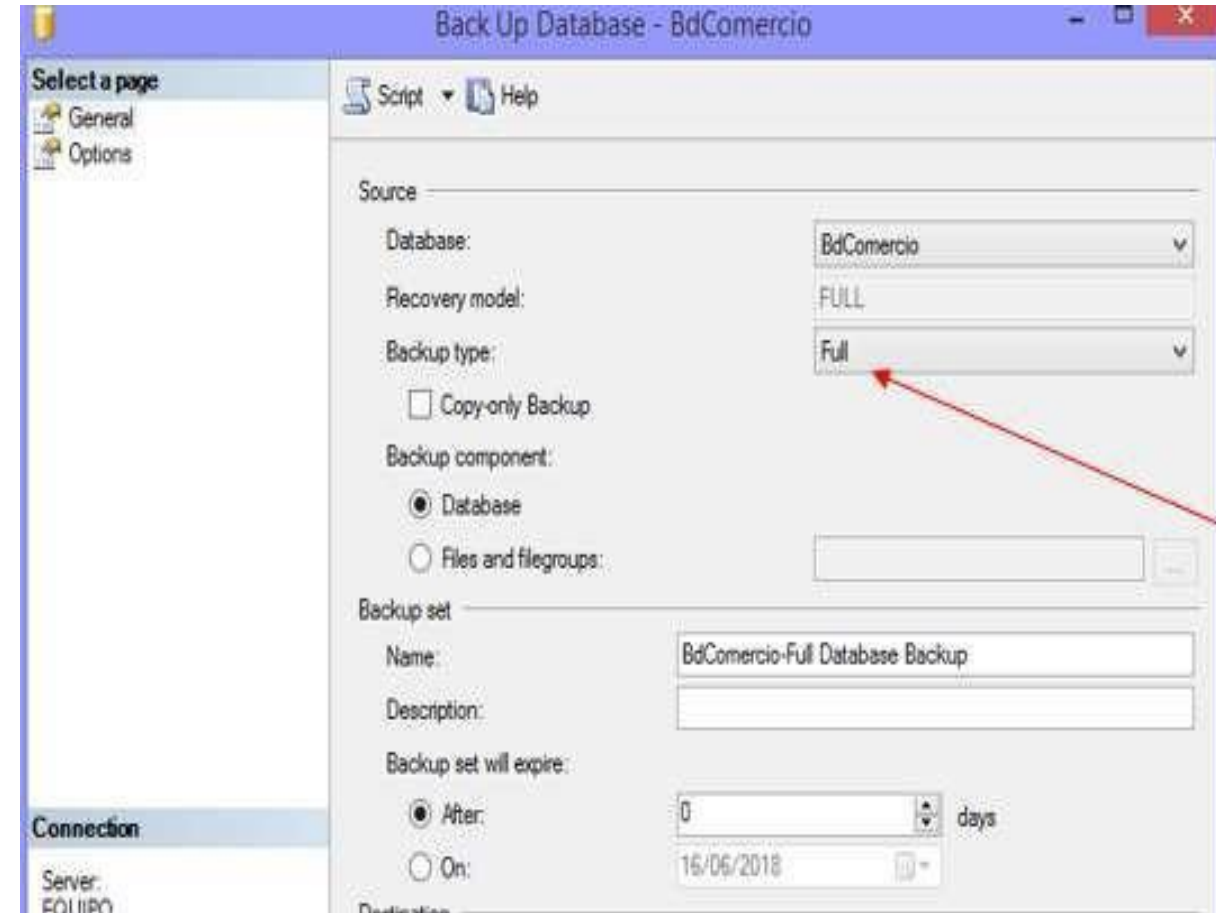 Back Up Database - BdComercio
Select a page
General
Options
Script Help
Source
Database: BdComercio
Recovery model: FULL
Backup type: Full
Copy-only Backup
Backup component:
Database
Files and filegroups: ...
Backup set
Name: BdComercio-Full Database Backup
Description:
Backup set will expire:
After: 0 days
On: 16/06/2018
Connection
Server:
EQUIPO
Destination